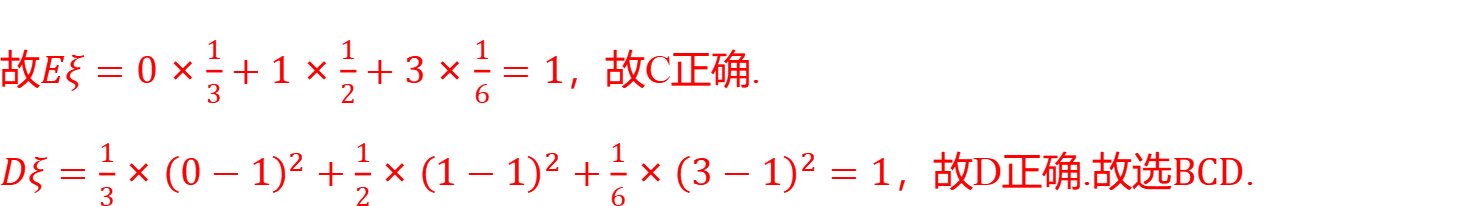 故Eξ = 0 × 1/3 + 1 × 1/2 + 3 × 1/6 = 1，故C正确.
Dξ = 1/3 × (0 − 1)² + 1/2 × (1 − 1)² + 1/6 × (3 − 1)² = 1，故D正确.故选BCD.